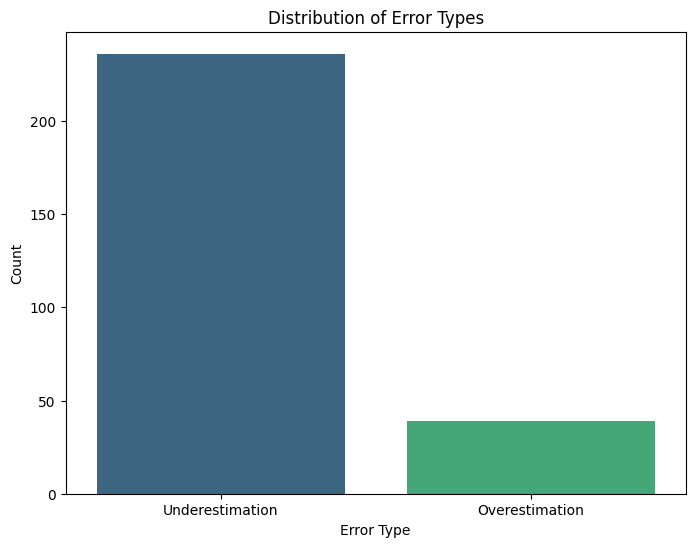 Distribution of Error Types
Count
200
150
100
50
0
Underestimation
Overestimation
Error Type